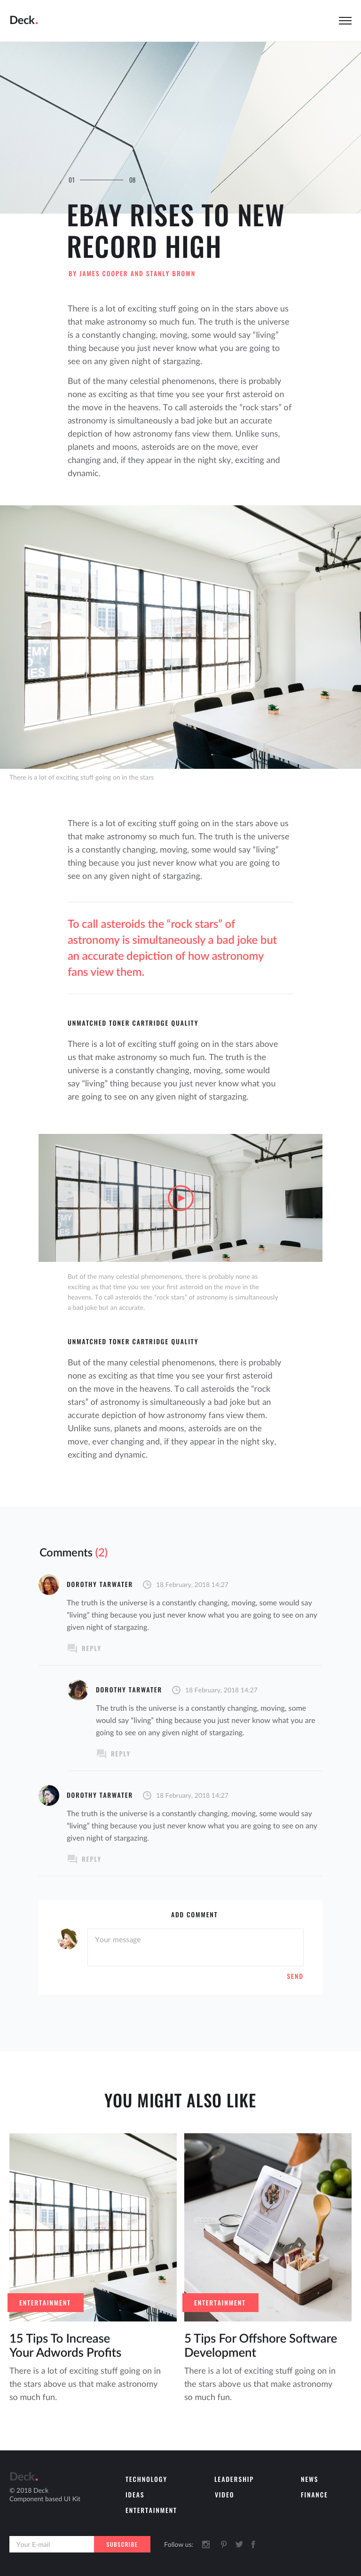 Deck.
01
08
EBAY RISES TO NEW
RECORD HIGH
BY JAMES COOPER AND STANLY BROWN
There is a lot of exciting stuff going on in the stars above us
that make astronomy so much fun. The truth is the universe
is a constantly changing, moving, some would say “living”
thing because you just never know what you are going to
see on any given night of stargazing.
But of the many celestial phenomenons, there is probably
none as exciting as that time you see your first asteroid on
the move in the heavens. To call asteroids the “rock stars” of
astronomy is simultaneously a bad joke but an accurate
depiction of how astronomy fans view them. Unlike suns,
planets and moons, asteroids are on the move, ever
changing and, if they appear in the night sky, exciting and
dynamic.
There is a lot of exciting stuff going on in the stars
There is a lot of exciting stuff going on in the stars above us
that make astronomy so much fun. The truth is the universe
is a constantly changing, moving, some would say “living”
thing because you just never know what you are going to
see on any given night of stargazing.
To call asteroids the “rock stars” of
astronomy is simultaneously a bad joke but
an accurate depiction of how astronomy
fans view them.
UNMATCHED TONER CARTRIDGE QUALITY
There is a lot of exciting stuff going on in the stars above
us that make astronomy so much fun. The truth is the
universe is a constantly changing, moving, some would
say “living” thing because you just never know what you
are going to see on any given night of stargazing.
But of the many celestial phenomenons, there is probably none as
exciting as that time you see your first asteroid on the move in the
heavens. To call asteroids the “rock stars” of astronomy is simultaneously
a bad joke but an accurate.
UNMATCHED TONER CARTRIDGE QUALITY
But of the many celestial phenomenons, there is probably
none as exciting as that time you see your first asteroid
on the move in the heavens. To call asteroids the “rock
stars” of astronomy is simultaneously a bad joke but an
accurate depiction of how astronomy fans view them.
Unlike suns, planets and moons, asteroids are on the
move, ever changing and, if they appear in the night sky,
exciting and dynamic.
Comments (2)
DOROTHY TARWATER 18 February, 2018 14:27
The truth is the universe is a constantly changing, moving, some would say
“living” thing because you just never know what you are going to see on any
given night of stargazing.
REPLY
DOROTHY TARWATER 18 February, 2018 14:27
The truth is the universe is a constantly changing, moving, some
would say “living” thing because you just never know what you are
going to see on any given night of stargazing.
REPLY
DOROTHY TARWATER 18 February, 2018 14:27
The truth is the universe is a constantly changing, moving, some would say
“living” thing because you just never know what you are going to see on any
given night of stargazing.
REPLY
ADD COMMENT
Your message
SEND
YOU MIGHT ALSO LIKE
ENTERTAINMENT
15 Tips To Increase
Your Adwords Profits
There is a lot of exciting stuff going on in
the stars above us that make astronomy
so much fun.
ENTERTAINMENT
5 Tips For Offshore Software
Development
There is a lot of exciting stuff going on in
the stars above us that make astronomy
so much fun.
Deck.
© 2018 Deck
Component based UI Kit
TECHNOLOGY
IDEAS
ENTERTAINMENT
LEADERSHIP
VIDEO
NEWS
FINANCE
Your E-mail
SUBSCRIBE
Follow us: